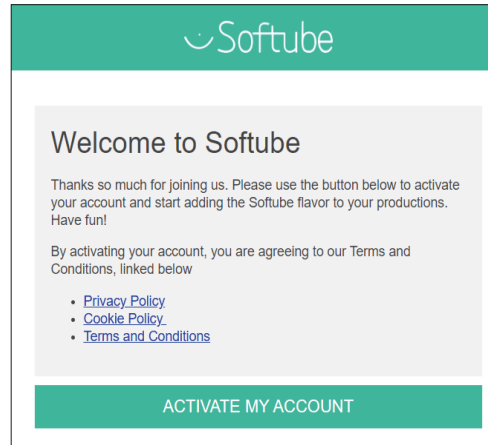 Softube
Welcome to Softube
Thanks so much for joining us. Please use the button below to activate
your account and start adding the Softube flavor to your productions.
Have fun!
By activating your account, you are agreeing to our Terms and
Conditions, linked below
• Privacy Policy
• Cookie Policy
• Terms and Conditions
ACTIVATE MY ACCOUNT